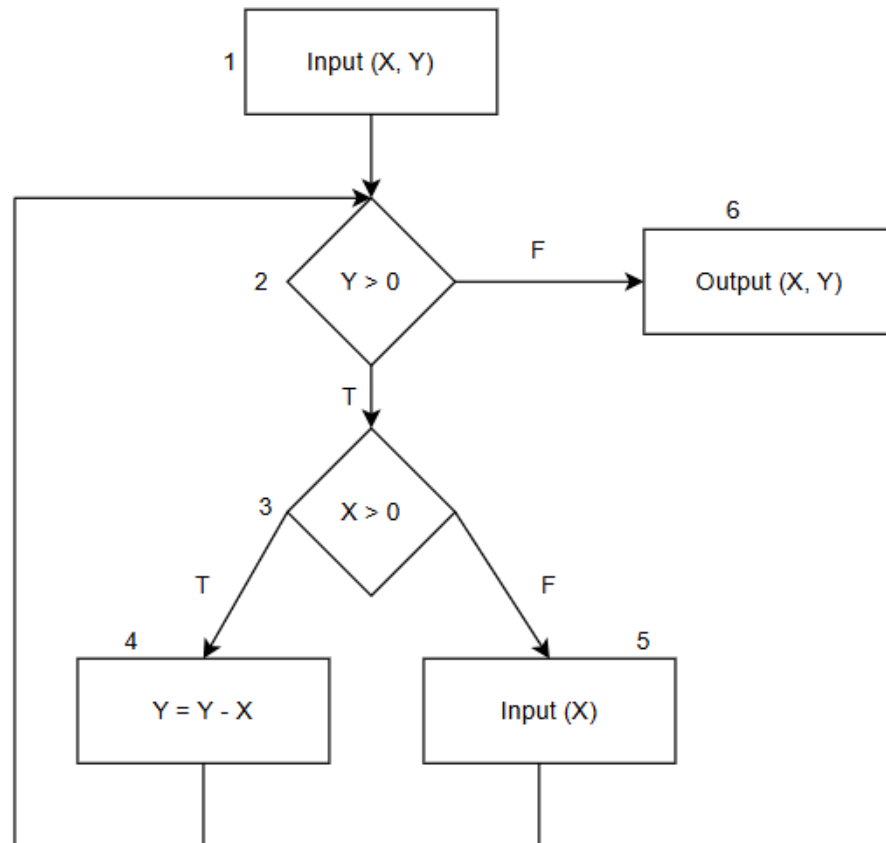 1
Input (X, Y)
6
F
2
Y > 0
Output (X, Y)
T
3
X > 0
T
F
4
5
Y = Y - X
Input (X)